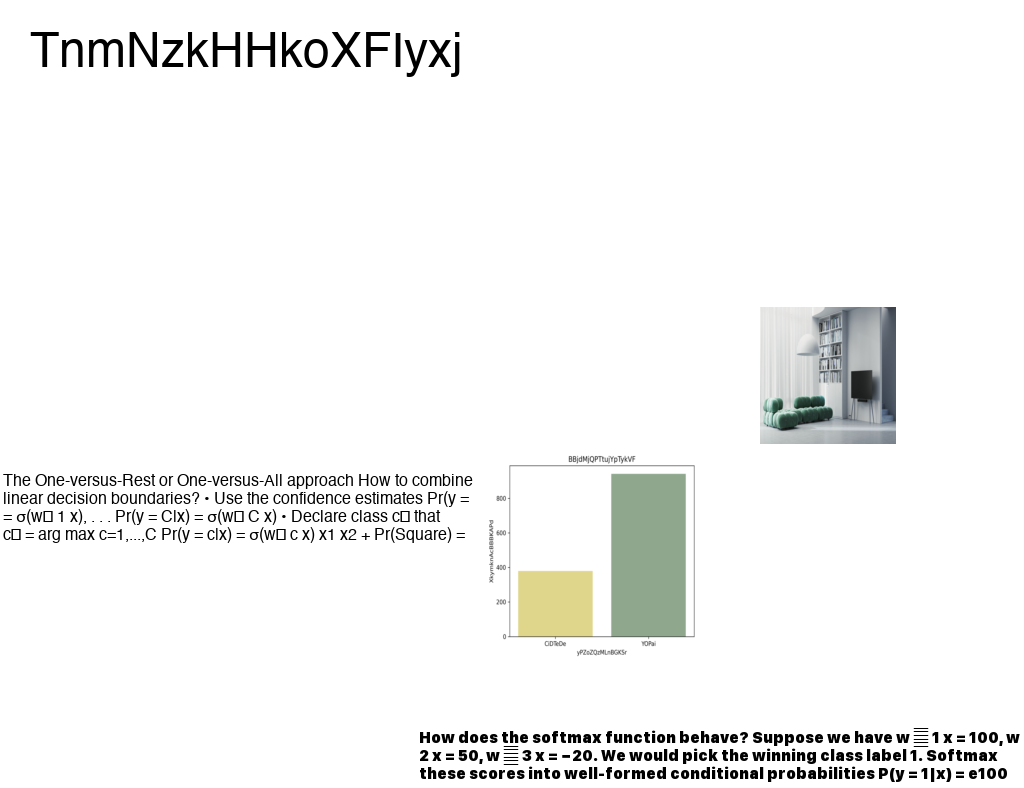 TnmNzkHHkoXFIyxj
The One-versus-Rest or One-versus-All approach How to combine
linear decision boundaries? • Use the confidence estimates Pr(y =
= σ(w□ 1 x), . . . Pr(y = C|x) = σ(w□ C x) • Declare class c□ that
c□ = arg max c=1,...,C Pr(y = c|x) = σ(w□ c x) x1 x2 + Pr(Square) =
BBjdMjQPTtujYpTykVF
XkymknAcBBBKAPd
800
600
400
200
0
CiDTeDe
YOPai
yPZoZQzMLnBGKSr
How does the softmax function behave? Suppose we have w 1 x = 100, w
2 x = 50, w 3 x = −20. We would pick the winning class label 1. Softmax
these scores into well-formed conditional probabilities P(y = 1|x) = e100